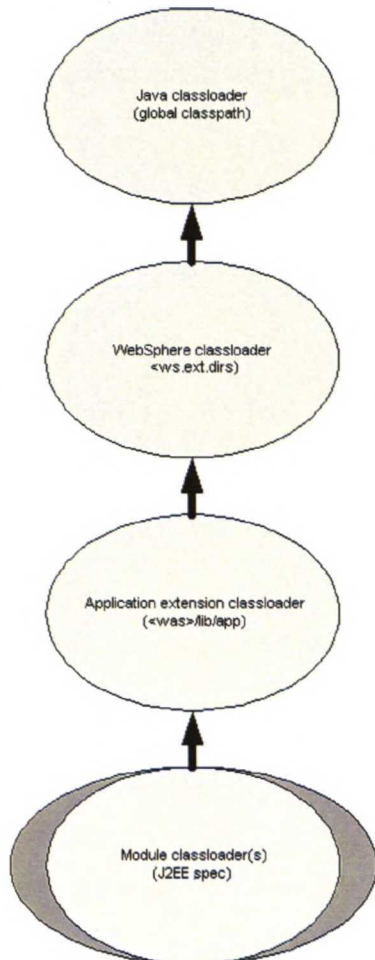 Java classloader
(global classpath)
WebSphere classloader
<ws.ext.dirs)
Application extension classloader
(<was>/lib/app)
Module classloader(s)
(J2EE spec)